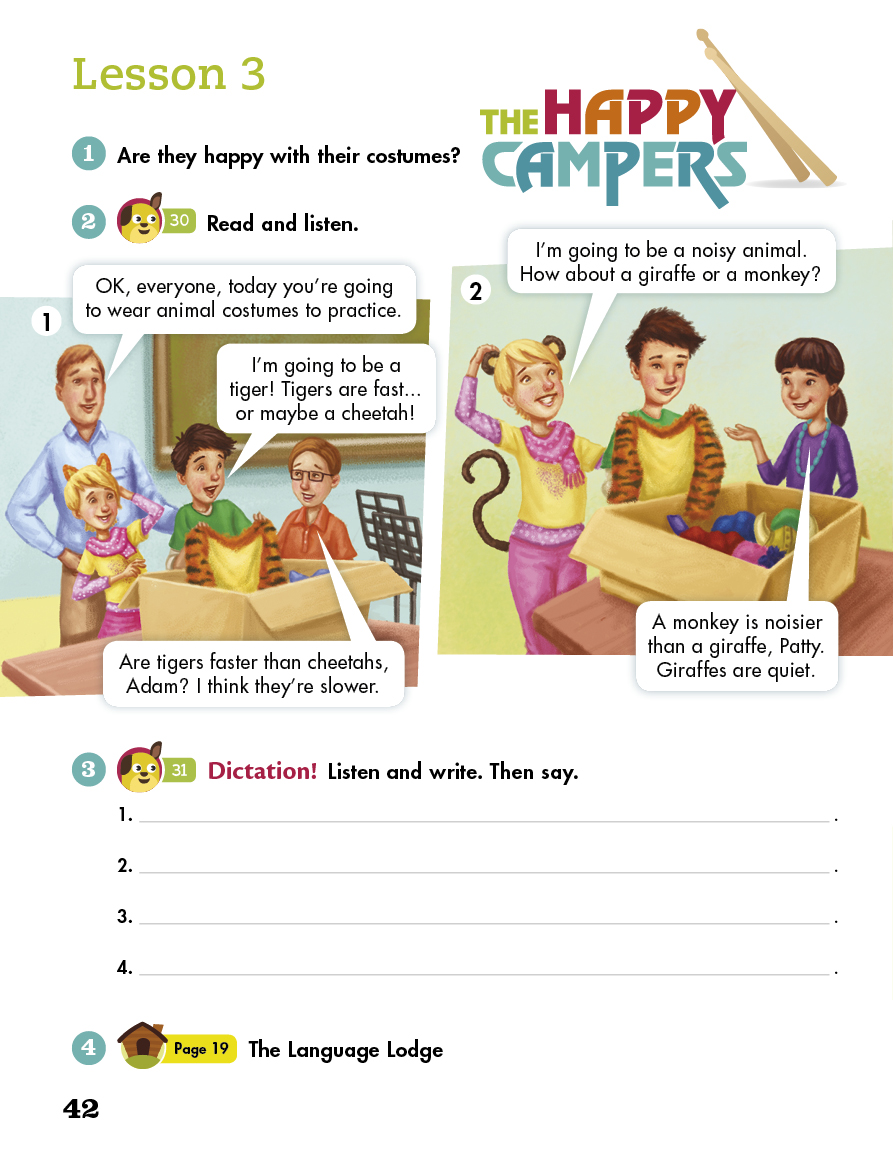 Lesson 3
THE HAPPY
CAMPERS
1 Are they happy with their costumes?
2 30 Read and listen.
1
OK, everyone, today you're going
to wear animal costumes to practice.
I'm going to be a
tiger! Tigers are fast...
or maybe a cheetah!
Are tigers faster than cheetahs,
Adam? I think they're slower.
2
I'm going to be a noisy animal.
How about a giraffe or a monkey?
A monkey is noisier
than a giraffe, Patty.
Giraffes are quiet.
3 31 Dictation! Listen and write. Then say.
1. .
2. .
3. .
4. .
4 Page 19 The Language Lodge
42